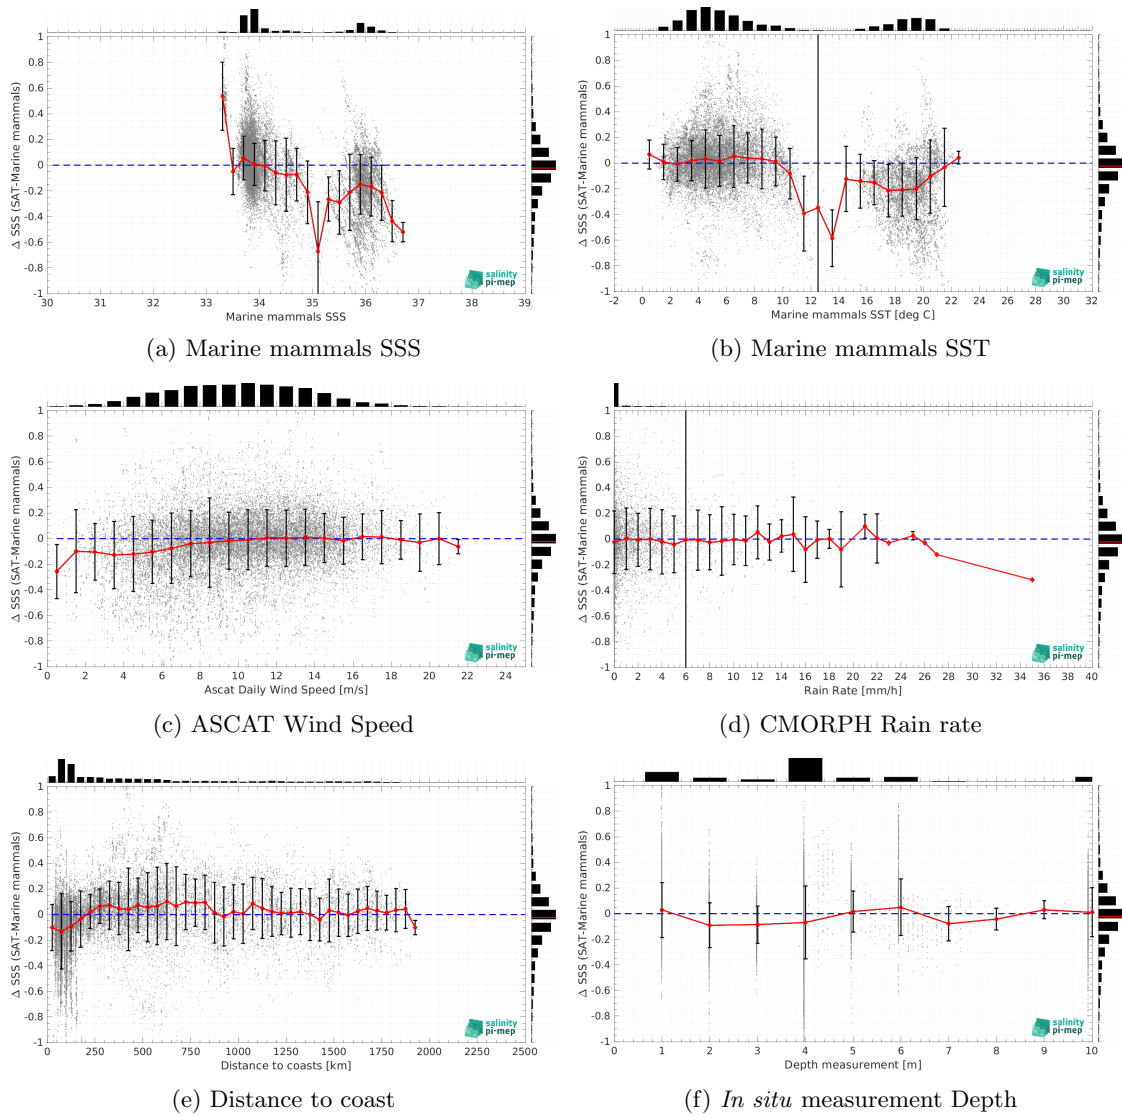 1
0.8
0.6
0.4
0.2
0
-0.2
-0.4
-0.6
-0.8
-1
Δ SSS (SAT-Marine mammals)
30 31 32 33 34 35 36 37 38 39
Marine mammals SSS
salinity
pi-mep
(a) Marine mammals SSS
1
0.8
0.6
0.4
0.2
0
-0.2
-0.4
-0.6
-0.8
-1
Δ SSS (SAT-Marine mammals)
-2 0 2 4 6 8 10 12 14 16 18 20 22 24 26 28 30 32
Marine mammals SST [deg C]
salinity
pi-mep
(b) Marine mammals SST
1
0.8
0.6
0.4
0.2
0
-0.2
-0.4
-0.6
-0.8
-1
Δ SSS (SAT-Marine mammals)
0 2 4 6 8 10 12 14 16 18 20 22 24
Ascat Daily Wind Speed [m/s]
salinity
pi-mep
(c) ASCAT Wind Speed
1
0.8
0.6
0.4
0.2
0
-0.2
-0.4
-0.6
-0.8
-1
Δ SSS (SAT-Marine mammals)
0 2 4 6 8 10 12 14 16 18 20 22 24 26 28 30 32 34 36 38 40
Rain Rate [mm/h]
salinity
pi-mep
(d) CMORPH Rain rate
1
0.8
0.6
0.4
0.2
0
-0.2
-0.4
-0.6
-0.8
-1
Δ SSS (SAT-Marine mammals)
0 250 500 750 1000 1250 1500 1750 2000 2250 2500
Distance to coasts [km]
salinity
pi-mep
(e) Distance to coast
1
0.8
0.6
0.4
0.2
0
-0.2
-0.4
-0.6
-0.8
-1
Δ SSS (SAT-Marine mammals)
0 1 2 3 4 5 6 7 8 9 10
Depth measurement [m]
salinity
pi-mep
(f) In situ measurement Depth